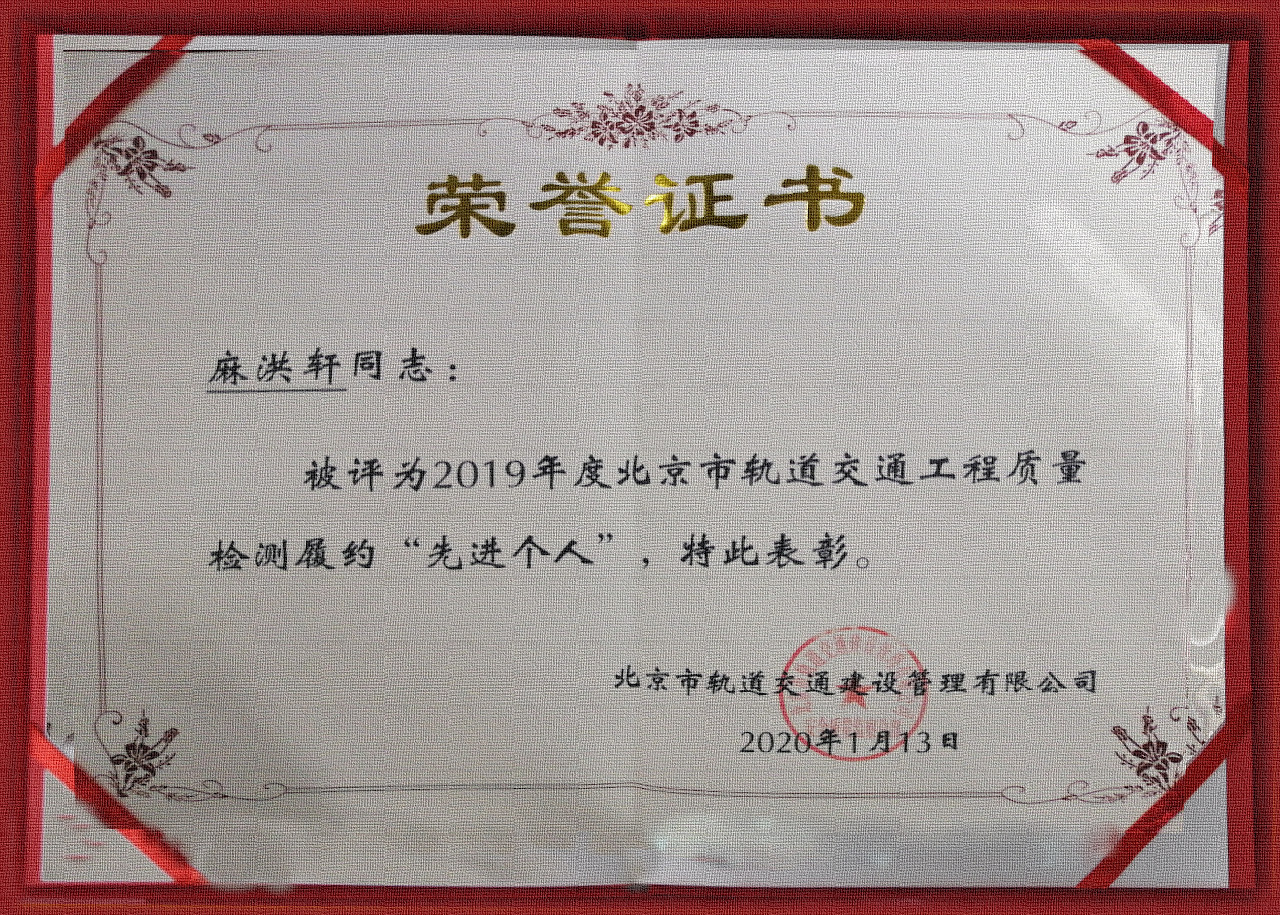 荣誉证书
麻洪轩同志：
被评为2019年度北京市轨道交通工程质量
检测履约“先进个人”，特此表彰。
北京市轨道交通建设管理有限公司
2020年1月13日